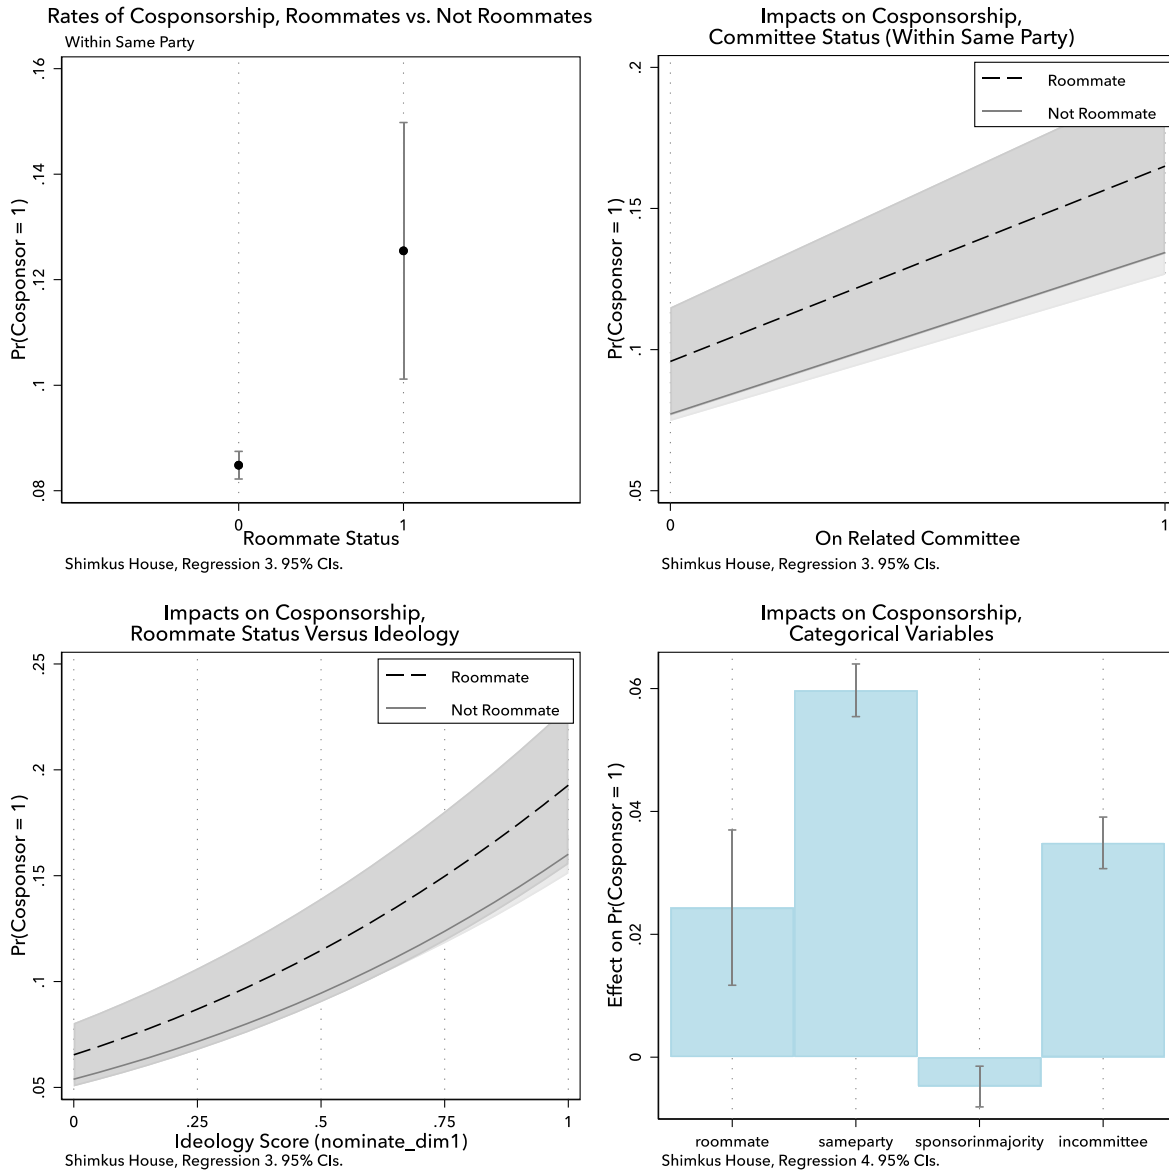 Rates of Cosponsorship, Roommates vs. Not Roommates
Within Same Party
Pr(Cosponsor = 1)
.16
.14
.12
.1
.08
0
1
Roommate Status
Shimkus House, Regression 3. 95% CIs.
Impacts on Cosponsorship,
Committee Status (Within Same Party)
Roommate
Not Roommate
Pr(Cosponsor = 1)
.2
.15
.1
.05
0
1
On Related Committee
Shimkus House, Regression 3. 95% CIs.
Impacts on Cosponsorship,
Roommate Status Versus Ideology
Roommate
Not Roommate
Pr(Cosponsor = 1)
.25
.2
.15
.1
.05
0
.25
.5
.75
1
Ideology Score (nominate_dim1)
Shimkus House, Regression 3. 95% CIs.
Impacts on Cosponsorship,
Categorical Variables
Effect on Pr(Cosponsor = 1)
.06
.04
.02
0
roommate
sameparty
sponsorinmajority
incommittee
Shimkus House, Regression 4. 95% CIs.